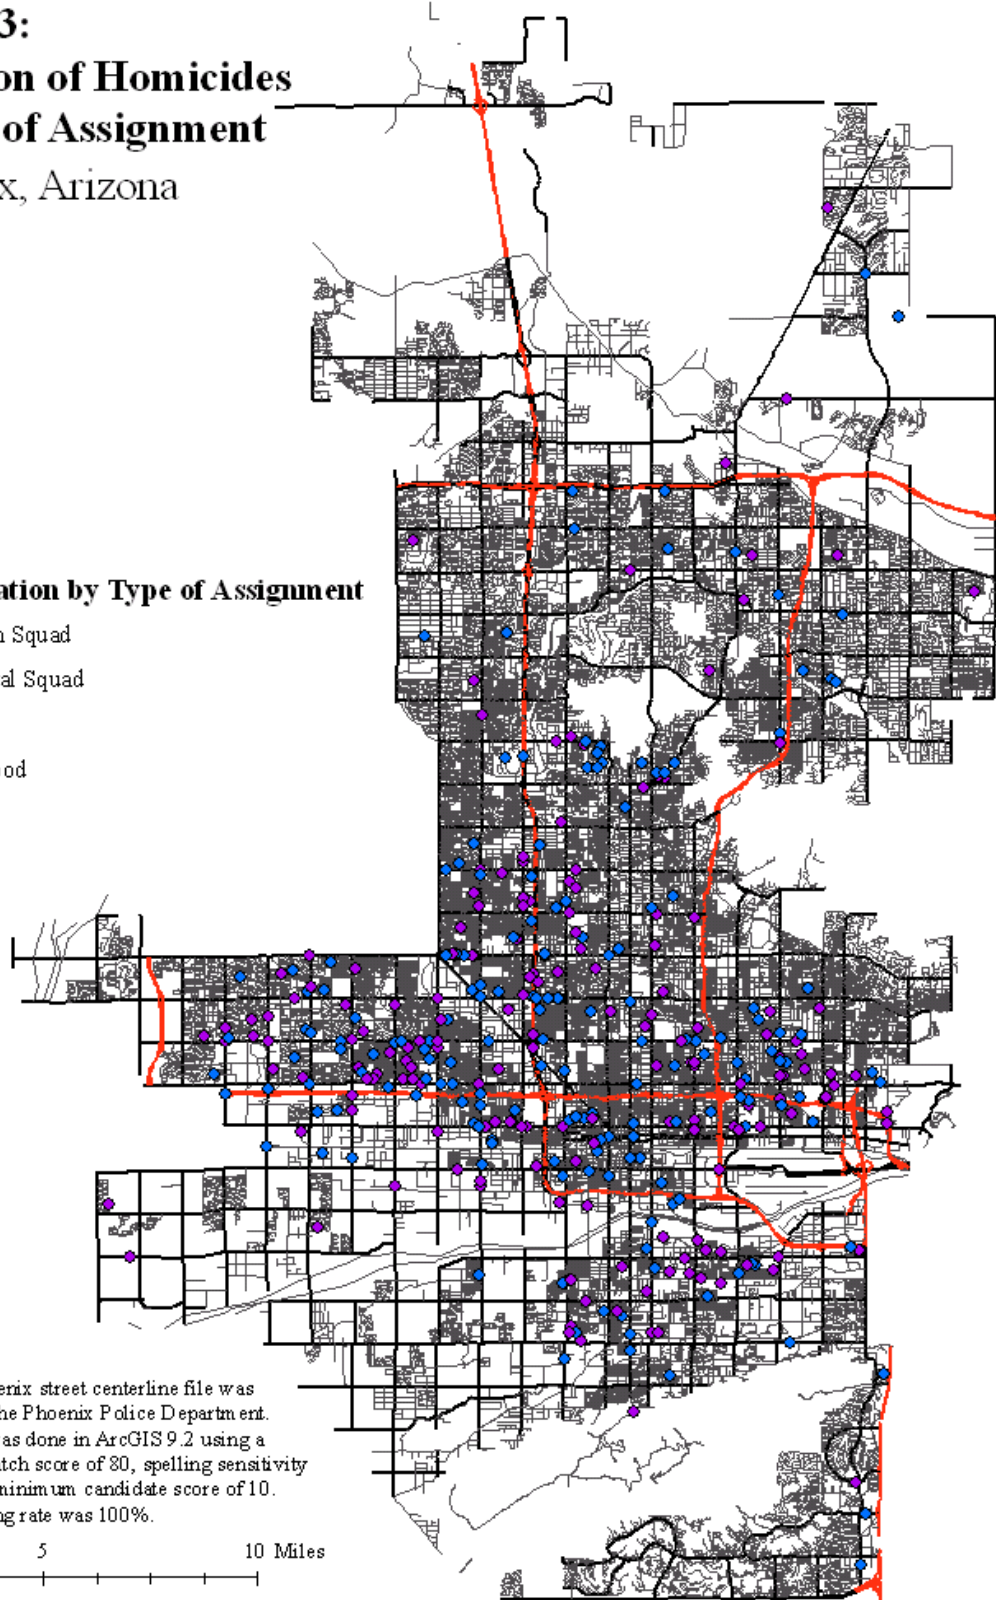 3:
on of Homicides
of Assignment
x, Arizona
ation by Type of Assignment
n Squad
al Squad
od
enix street centerline file was
he Phoenix Police Department.
as done in ArcGIS 9.2 using a
tch score of 80, spelling sensitivity
minimum candidate score of 10.
ng rate was 100%.
5 10 Miles